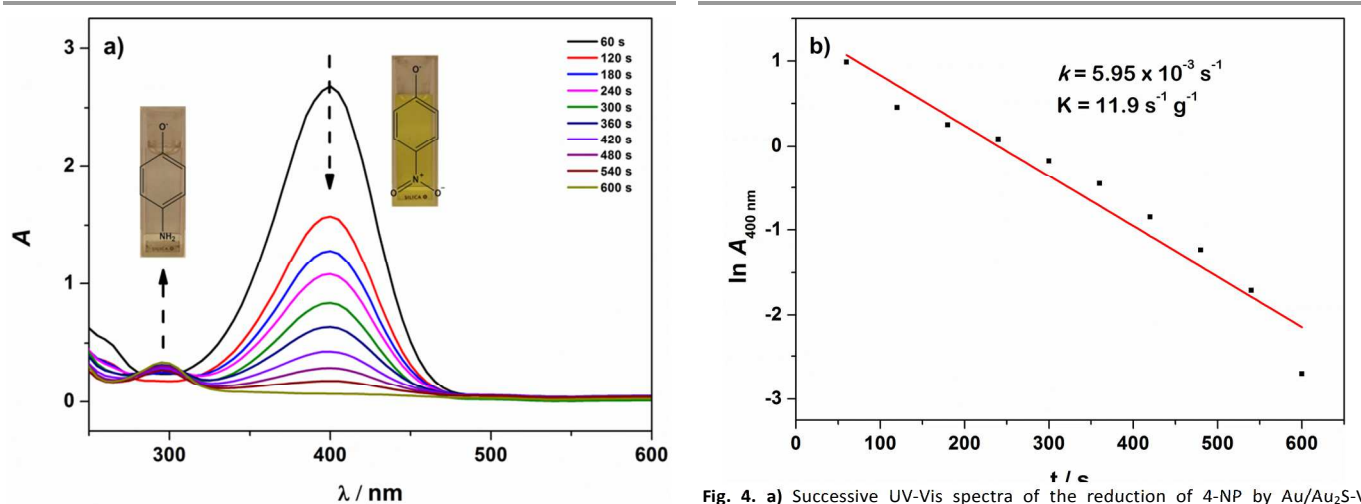 a)
3
2
1
0
A
300
400
500
600
λ / nm
60 s
120 s
180 s
240 s
300 s
360 s
420 s
480 s
540 s
600 s
O⁻
NH₂
O⁻
N⁺
O
O⁻
SILICA
b)
k = 5.95 x 10⁻³ s⁻¹
K = 11.9 s⁻¹ g⁻¹
1
0
-1
-2
-3
ln A₄₀₀ ₙₘ
0
100
200
300
400
500
600
t / s
Fig. 4. a) Successive UV-Vis spectra of the reduction of 4-NP by Au/Au₂S-V